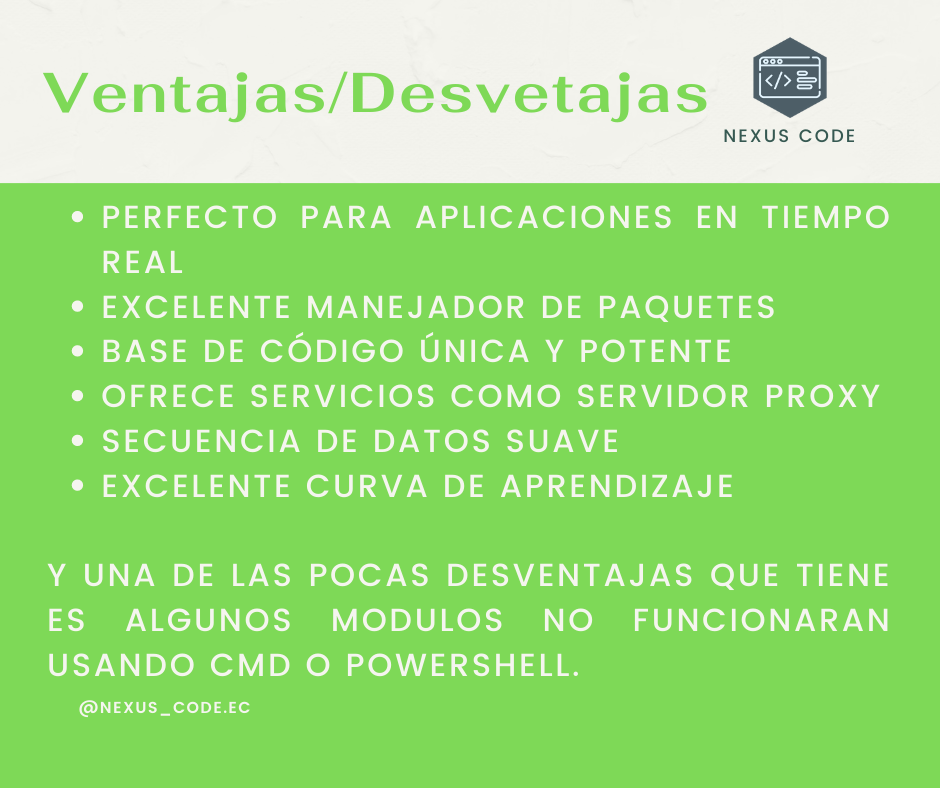 Ventajas/Desvetajas
NEXUS CODE
• PERFECTO PARA APLICACIONES EN TIEMPO
REAL
• EXCELENTE MANEJADOR DE PAQUETES
• BASE DE CÓDIGO ÚNICA Y POTENTE
• OFRECE SERVICIOS COMO SERVIDOR PROXY
• SECUENCIA DE DATOS SUAVE
• EXCELENTE CURVA DE APRENDIZAJE
Y UNA DE LAS POCAS DESVENTAJAS QUE TIENE
ES ALGUNOS MODULOS NO FUNCIONARAN
USANDO CMD O POWERSHELL.
@NEXUS_CODE.EC